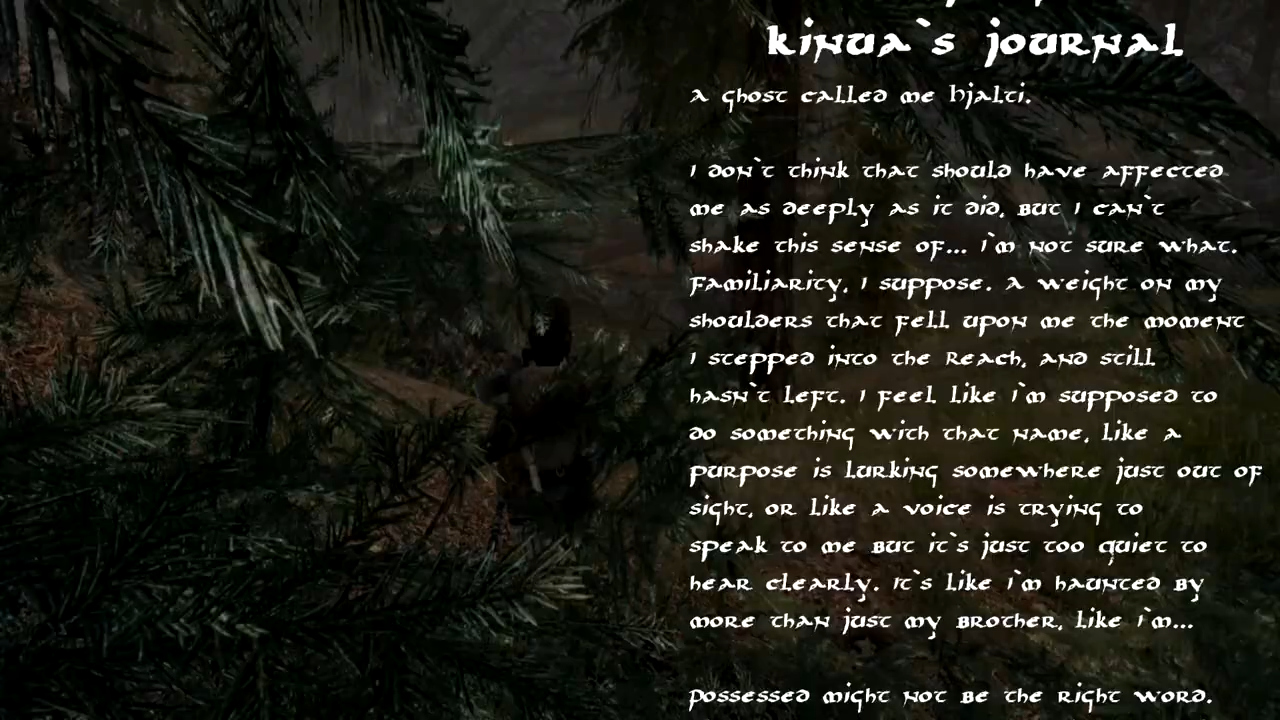 kinua`s journal
A ghost called me Hjalti.
I don`t think that should have affected
me as deeply as it did, but I can`t
shake this sense of... I`m not sure what.
Familiarity, I suppose. A weight on my
shoulders that fell upon me the moment
I stepped into the Reach, and still
hasn`t left. I feel like I`m supposed to
do something with that name, like a
purpose is lurking somewhere just out of
sight, or like a voice is trying to
speak to me but it`s just too quiet to
hear clearly. It`s like I`m haunted by
more than just my brother, like I`m...
Possessed might not be the right word.